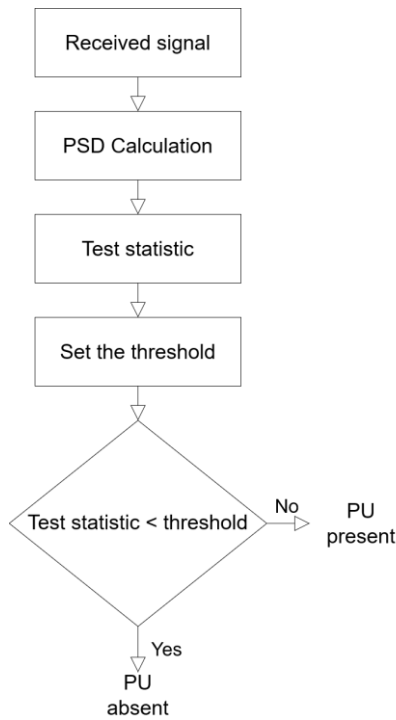 Received signal
PSD Calculation
Test statistic
Set the threshold
Test statistic < threshold
No
PU
present
Yes
PU
absent